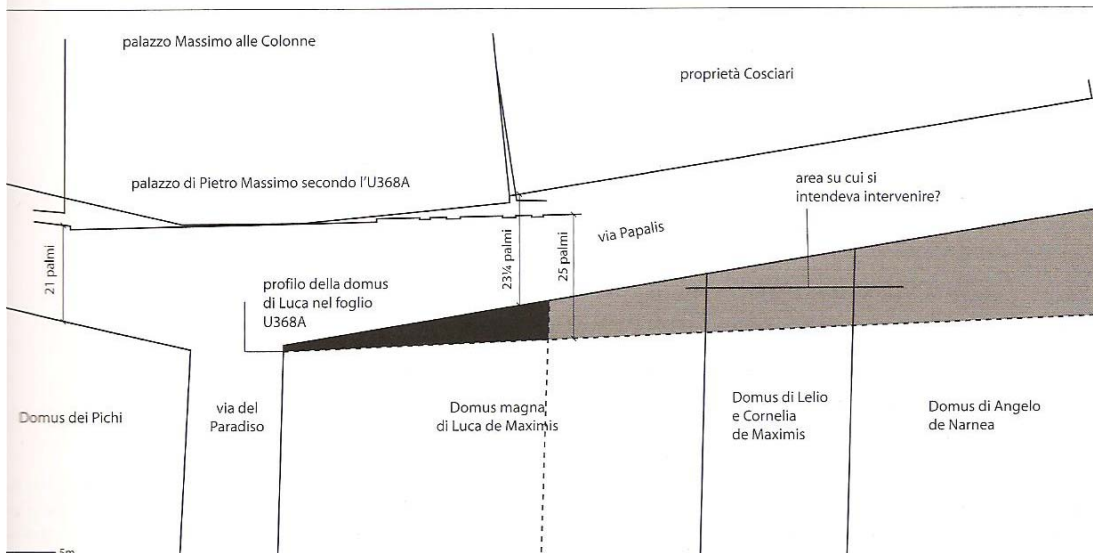 palazzo Massimo alle Colonne
proprietà Cosciari
palazzo di Pietro Massimo secondo l'U368A
area su cui si
intendeva intervenire?
via Papalis
21 palmi
23¼ palmi
25 palmi
profilo della domus
di Luca nel foglio
U368A
Domus dei Pichi
via del
Paradiso
Domus magna
di Luca de Maximis
Domus di Lelio
e Cornelia
de Maximis
Domus di Angelo
de Narnea
5m